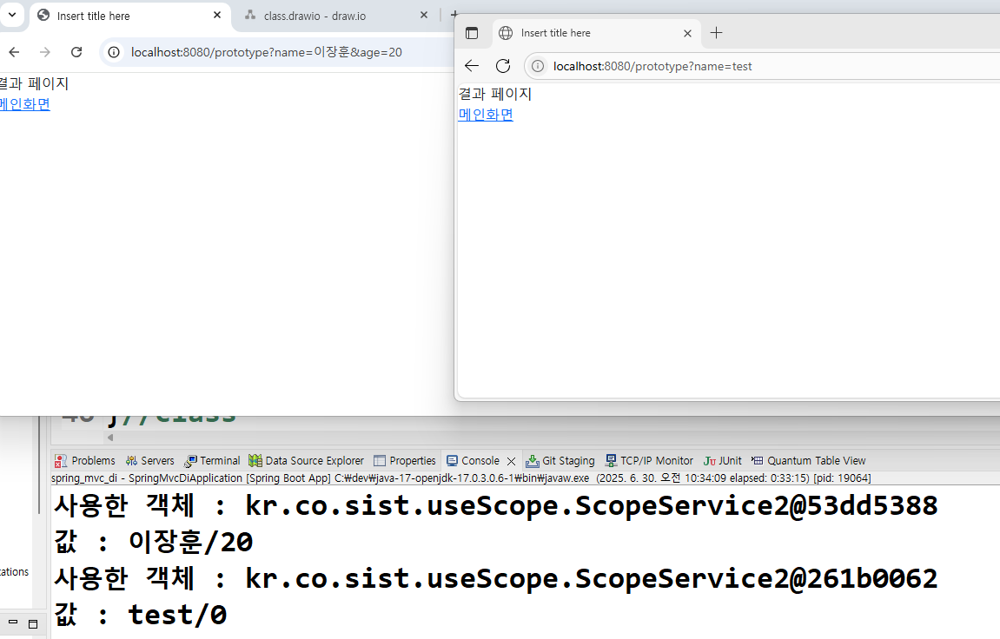 Insert title here
class.drawio - draw.io
localhost:8080/prototype?name=이장훈&age=20
결과 페이지
메인화면
Insert title here
localhost:8080/prototype?name=test
결과 페이지
메인화면
}//class
Problems Servers Terminal Data Source Explorer Properties Console Git Staging TCP/IP Monitor JUnit Quantum Table View
spring_mvc_di - SpringMvcDiApplication [Spring Boot App] C:₩dev₩java-17-openjdk-17.0.3.0.6-1₩bin₩javaw.exe (2025. 6. 30. 오전 10:34:09 elapsed: 0:33:15) [pid: 19064]
사용한 객체 : kr.co.sist.useScope.ScopeService2@53dd5388
값 : 이장훈/20
사용한 객체 : kr.co.sist.useScope.ScopeService2@261b0062
값 : test/0